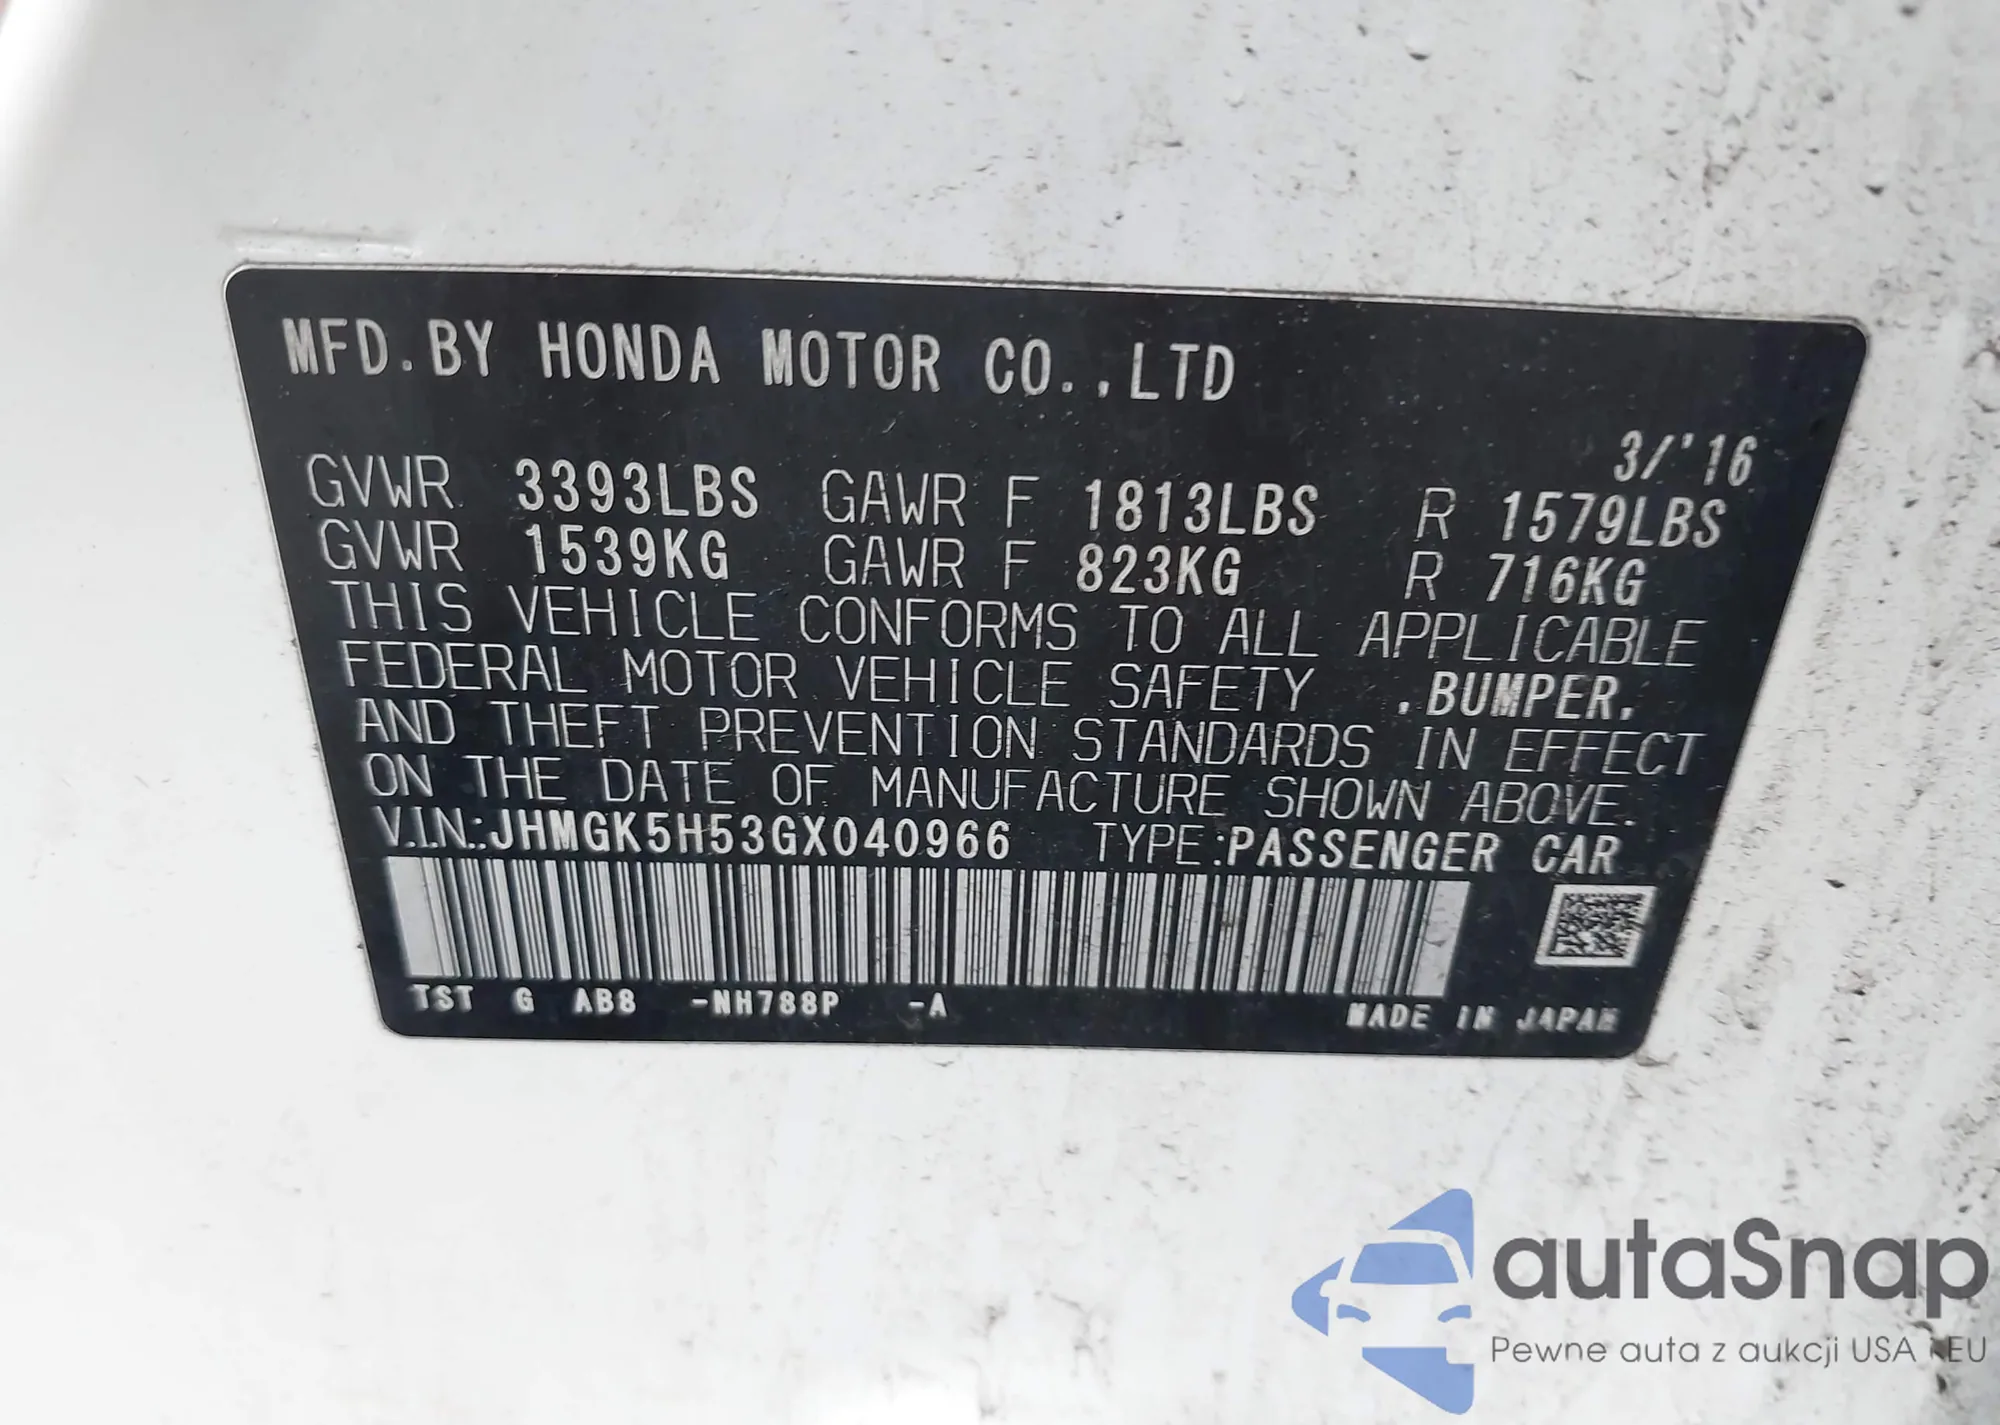 MFD.BY HONDA MOTOR CO.,LTD
3/'16
GVWR 3393LBS GAWR F 1813LBS R 1579LBS
GVWR 1539KG GAWR F 823KG R 716KG
THIS VEHICLE CONFORMS TO ALL APPLICABLE
FEDERAL MOTOR VEHICLE SAFETY ,BUMPER,
AND THEFT PREVENTION STANDARDS IN EFFECT
ON THE DATE OF MANUFACTURE SHOWN ABOVE.
V.I.N.:JHMGK5H53GX040966 TYPE:PASSENGER CAR
TST G AB8 -NH788P -A
MADE IN JAPAN
autaSnap
Pewne auta z aukcji USA i EU